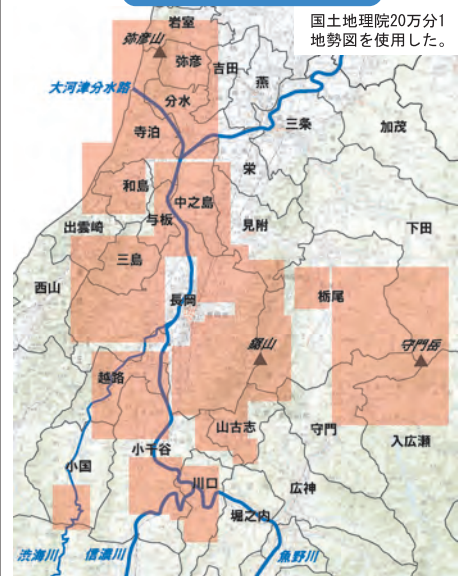 国土地理院20万分1
地勢図を使用した。
岩室
弥彦山
弥彦
吉田
燕
大河津分水路
分水
三条
加茂
寺泊
栄
和島
中之島
与板
見附
下田
出雲崎
三島
西山
長岡
栃尾
鋸山
守門岳
越路
山古志
守門
入広瀬
小千谷
小国
川口
広神
堀之内
渋海川
信濃川
魚野川